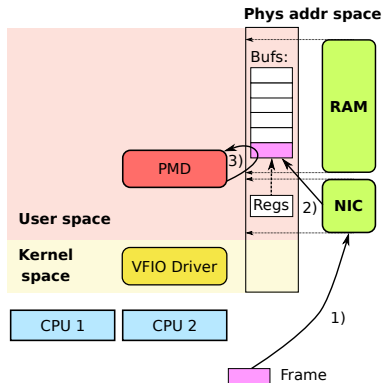 Phys addr space
Bufs:
RAM
3)
PMD
2)
Regs
NIC
User space
Kernel
space
VFIO Driver
CPU 1
CPU 2
1)
Frame